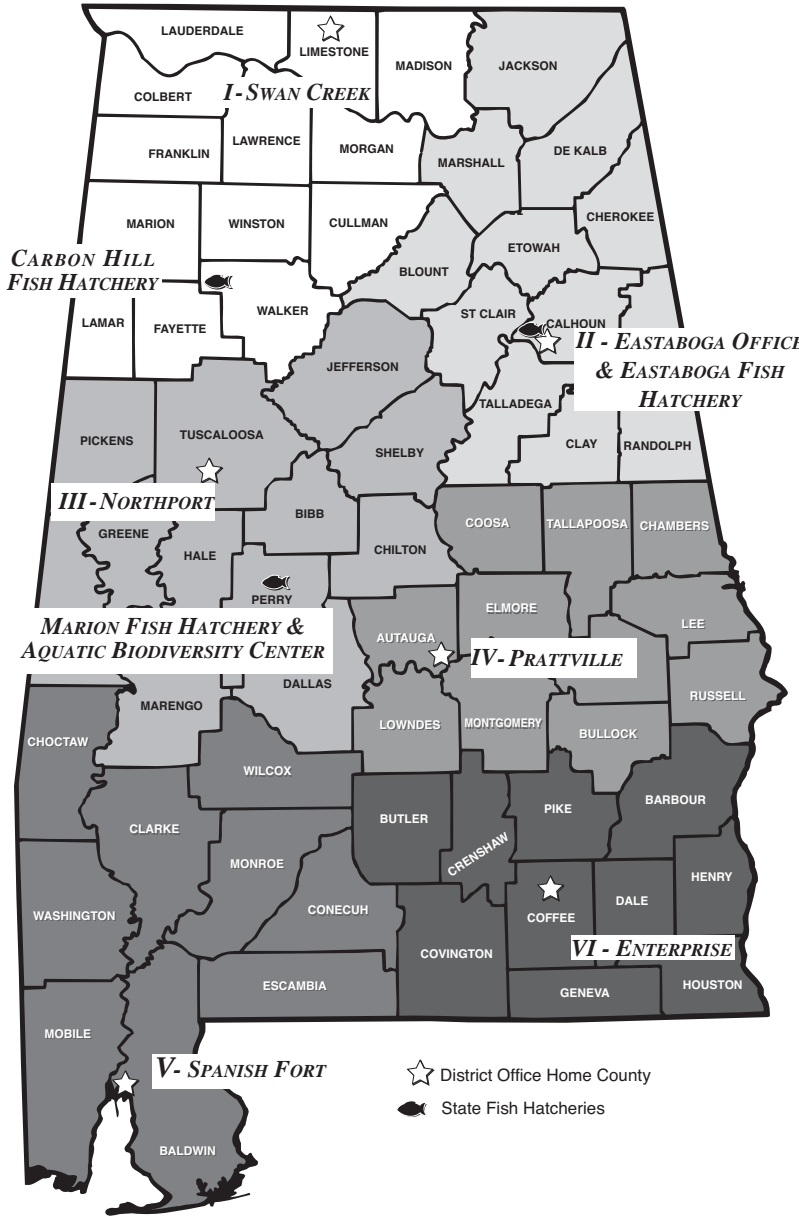 LAUDERDALE
LIMESTONE
MADISON
JACKSON
COLBERT
I - SWAN CREEK
LAWRENCE
FRANKLIN
MORGAN
MARSHALL
DE KALB
MARION
WINSTON
CULLMAN
CHEROKEE
ETOWAH
CARBON HILL
FISH HATCHERY
BLOUNT
WALKER
ST CLAIR
CALHOUN
LAMAR
FAYETTE
II - EASTABOGA OFFICE
& EASTABOGA FISH
HATCHERY
JEFFERSON
TALLADEGA
PICKENS
TUSCALOOSA
SHELBY
CLAY
RANDOLPH
III - NORTHPORT
BIBB
COOSA
TALLAPOOSA
CHAMBERS
GREENE
HALE
CHILTON
PERRY
ELMORE
LEE
MARION FISH HATCHERY &
AQUATIC BIODIVERSITY CENTER
AUTAUGA
IV - PRATTVILLE
DALLAS
RUSSELL
MARENGO
LOWNDES
MONTGOMERY
BULLOCK
CHOCTAW
WILCOX
CLARKE
BUTLER
PIKE
BARBOUR
CRENSHAW
MONROE
HENRY
CONECUH
DALE
WASHINGTON
COFFEE
COVINGTON
VI - ENTERPRISE
ESCAMBIA
GENEVA
HOUSTON
MOBILE
V - SPANISH FORT
District Office Home County
State Fish Hatcheries
BALDWIN